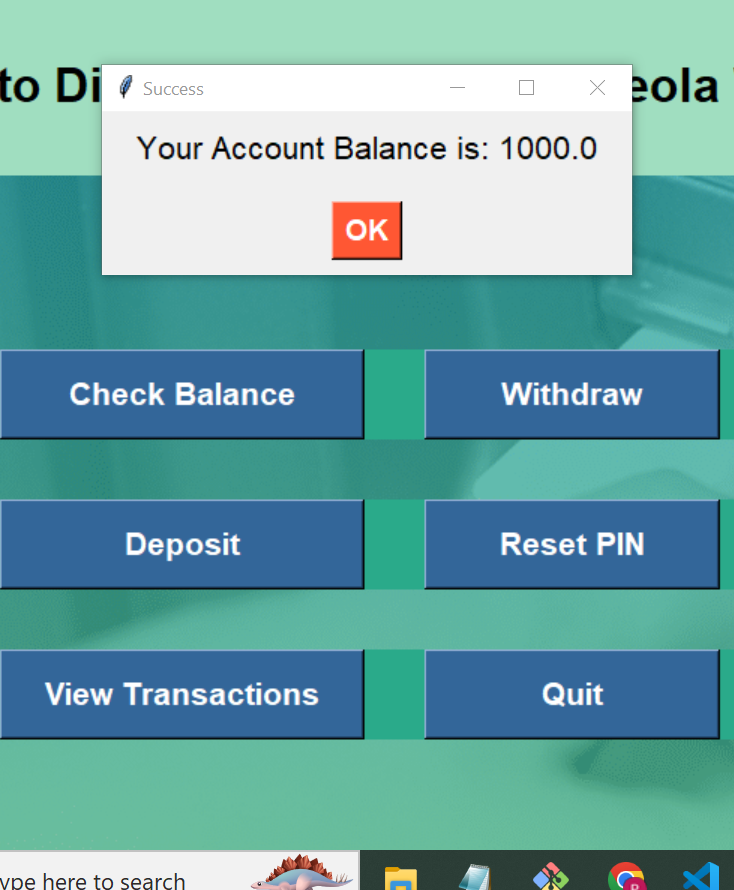 Success
to Di eola
Your Account Balance is: 1000.0
OK
Check Balance Withdraw
Deposit Reset PIN
View Transactions Quit
ype here to search